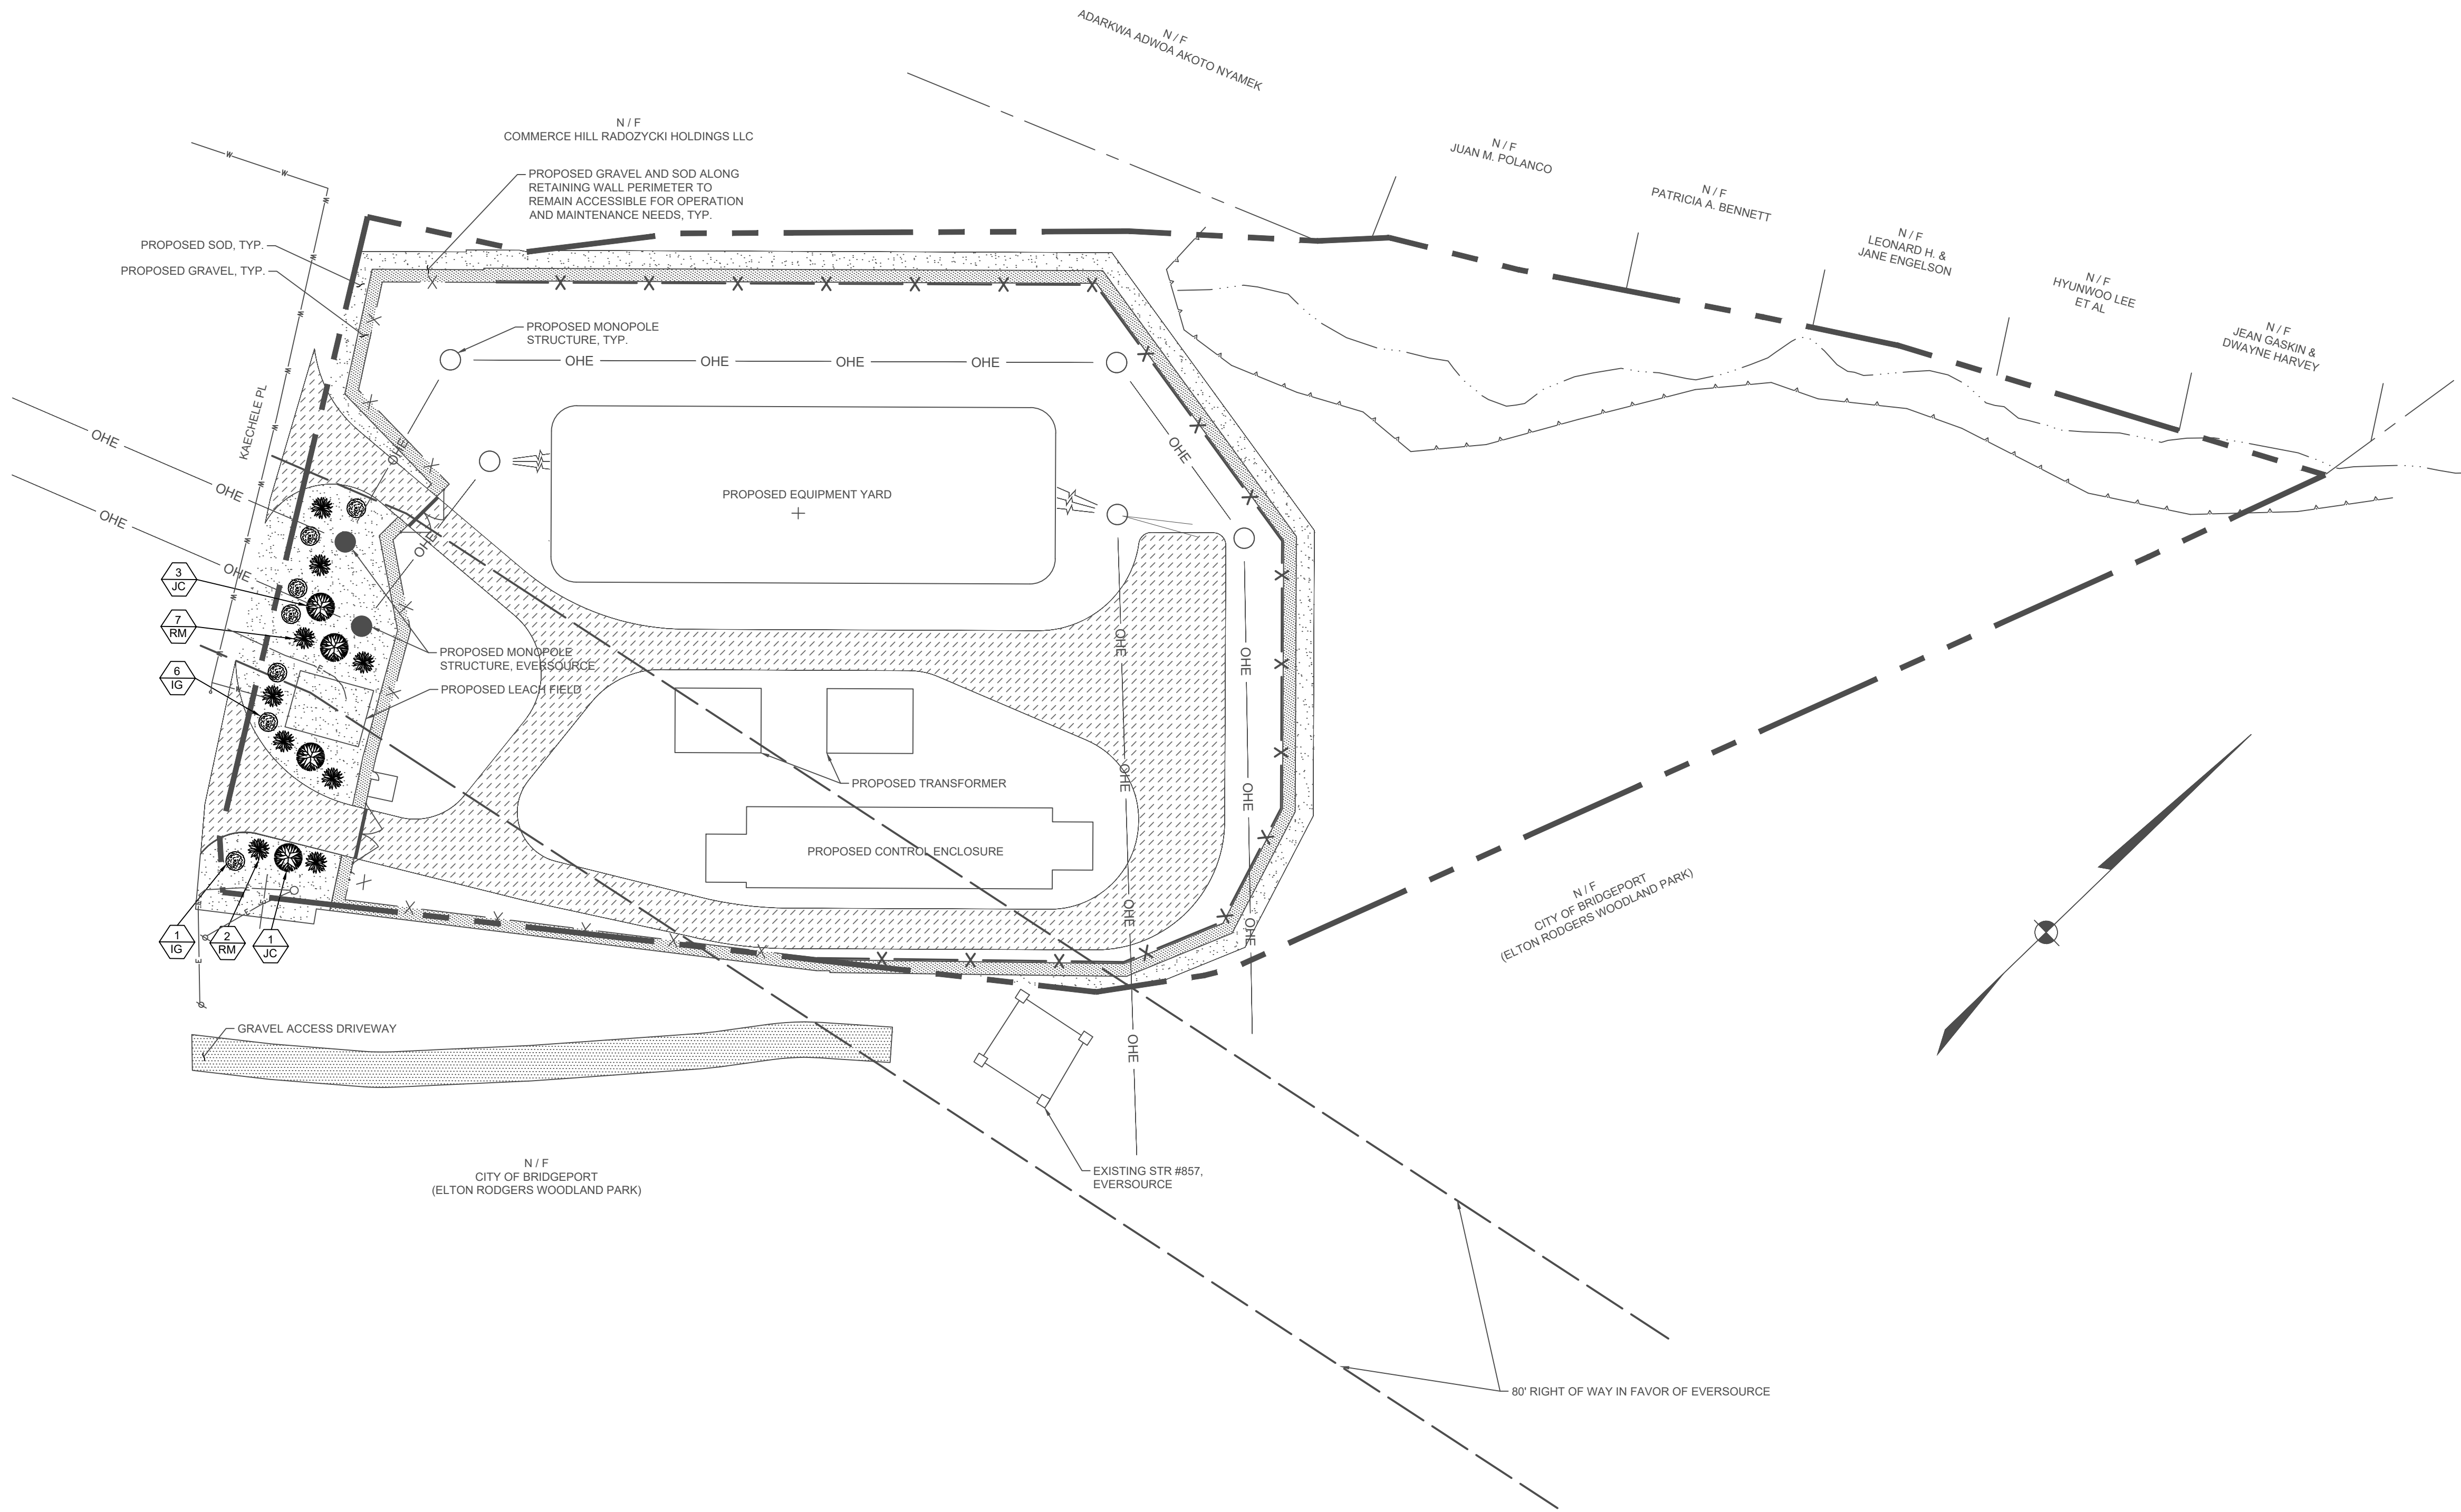 N / F
ADARKWA ADWOA AKOTO NYAMEK
N / F
COMMERCE HILL RADOZYCKI HOLDINGS LLC
N / F
JUAN M. POLANCO
N / F
PATRICIA A. BENNETT
N / F
LEONARD H. &
JANE ENGELSON
N / F
HYUNWOO LEE
ET AL
N / F
JEAN GASKIN &
DWAYNE HARVEY
W
W
W
W
W
W
W
W
W
W
W
W
PROPOSED GRAVEL AND SOD ALONG
RETAINING WALL PERIMETER TO
REMAIN ACCESSIBLE FOR OPERATION
AND MAINTENANCE NEEDS, TYP.
PROPOSED SOD, TYP.
PROPOSED GRAVEL, TYP.
PROPOSED MONOPOLE
STRUCTURE, TYP.
OHE
OHE
OHE
OHE
KAECHELE PL
OHE
OHE
OHE
OHE
OHE
OHE
OHE
PROPOSED EQUIPMENT YARD
3
JC
7
RM
6
IG
E
PROPOSED MONOPOLE
STRUCTURE, EVERSOURCE
PROPOSED LEACH FIELD
OHE
OHE
OHE
OHE
OHE
OHE
OHE
PROPOSED TRANSFORMER
PROPOSED CONTROL ENCLOSURE
1
IG
2
RM
1
JC
E
E
E
GRAVEL ACCESS DRIVEWAY
N / F
CITY OF BRIDGEPORT
(ELTON RODGERS WOODLAND PARK)
N / F
CITY OF BRIDGEPORT
(ELTON RODGERS WOODLAND PARK)
EXISTING STR #857,
EVERSOURCE
80' RIGHT OF WAY IN FAVOR OF EVERSOURCE